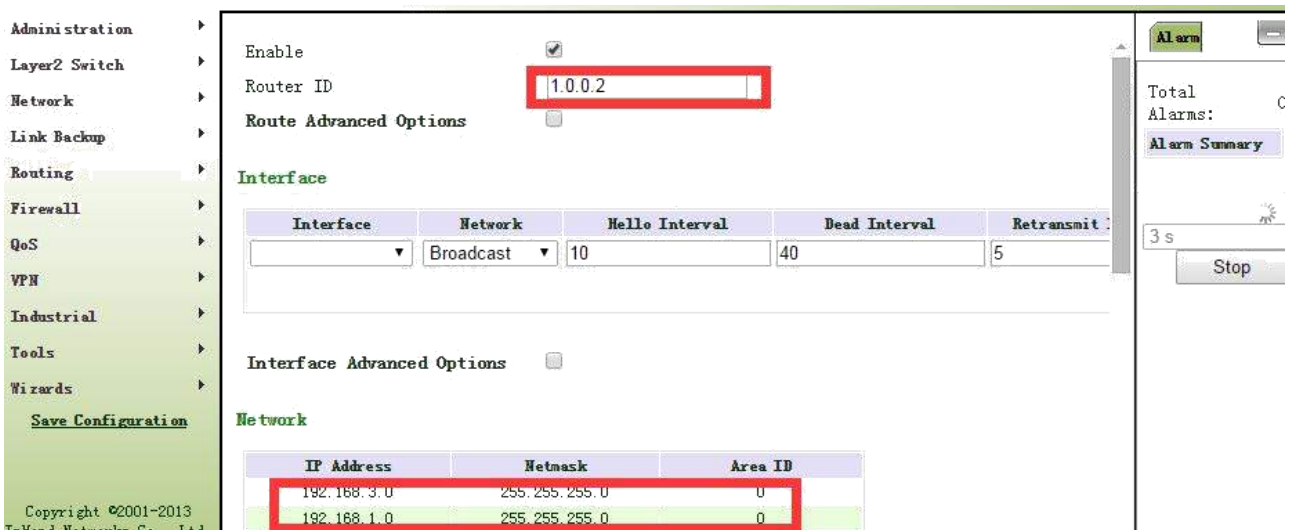 Administration
Layer2 Switch
Network
Link Backup
Routing
Firewall
QoS
VPN
Industrial
Tools
Wizards
Save Configuration
Copyright ©2001-2013
Enable
Router ID 1.0.0.2
Route Advanced Options
Interface
Interface Network Hello Interval Dead Interval Retransmit
Broadcast 10 40 5
Interface Advanced Options
Network
IP Address Netmask Area ID
192.168.3.0 255.255.255.0 0
192.168.1.0 255.255.255.0 0
Alarm
Total
Alarms:
Alarm Summary
3 s
Stop